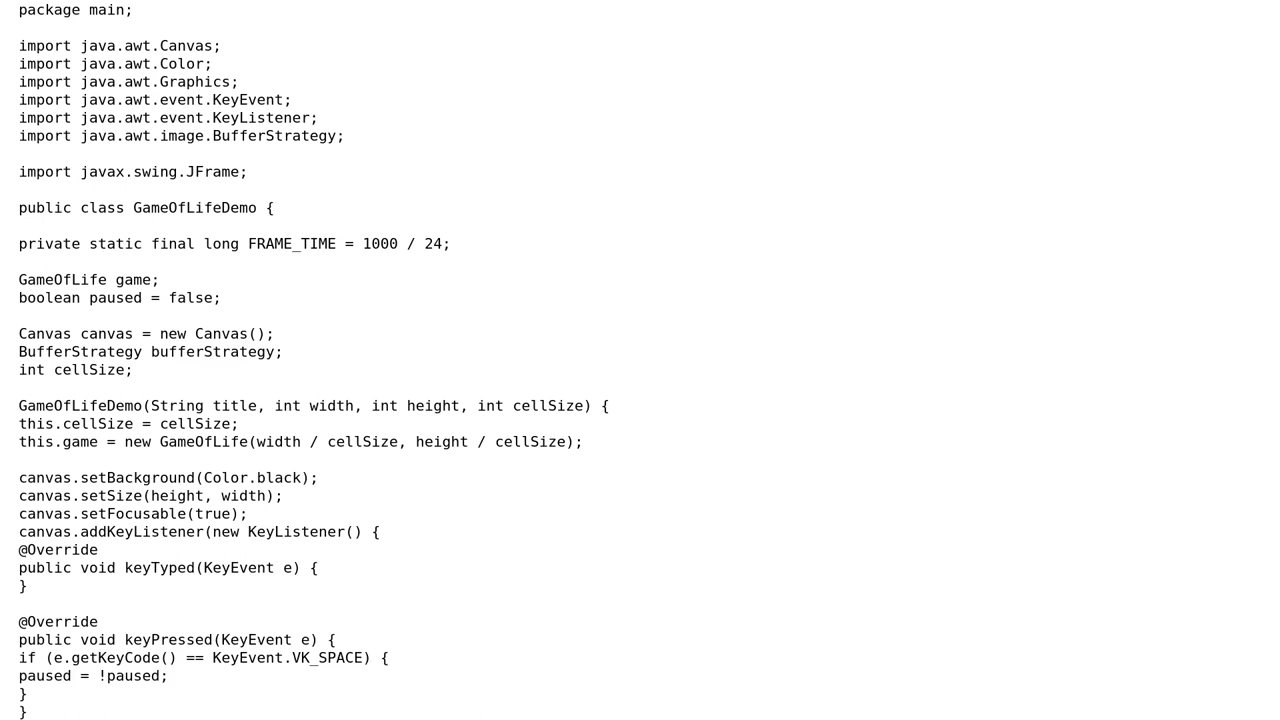 package main;

import java.awt.Canvas;
import java.awt.Color;
import java.awt.Graphics;
import java.awt.event.KeyEvent;
import java.awt.event.KeyListener;
import java.awt.image.BufferStrategy;

import javax.swing.JFrame;

public class GameOfLifeDemo {

private static final long FRAME_TIME = 1000 / 24;

GameOfLife game;
boolean paused = false;

Canvas canvas = new Canvas();
BufferStrategy bufferStrategy;
int cellSize;

GameOfLifeDemo(String title, int width, int height, int cellSize) {
this.cellSize = cellSize;
this.game = new GameOfLife(width / cellSize, height / cellSize);

canvas.setBackground(Color.black);
canvas.setSize(height, width);
canvas.setFocusable(true);
canvas.addKeyListener(new KeyListener() {
@Override
public void keyTyped(KeyEvent e) {
}

@Override
public void keyPressed(KeyEvent e) {
if (e.getKeyCode() == KeyEvent.VK_SPACE) {
paused = !paused;
}
}